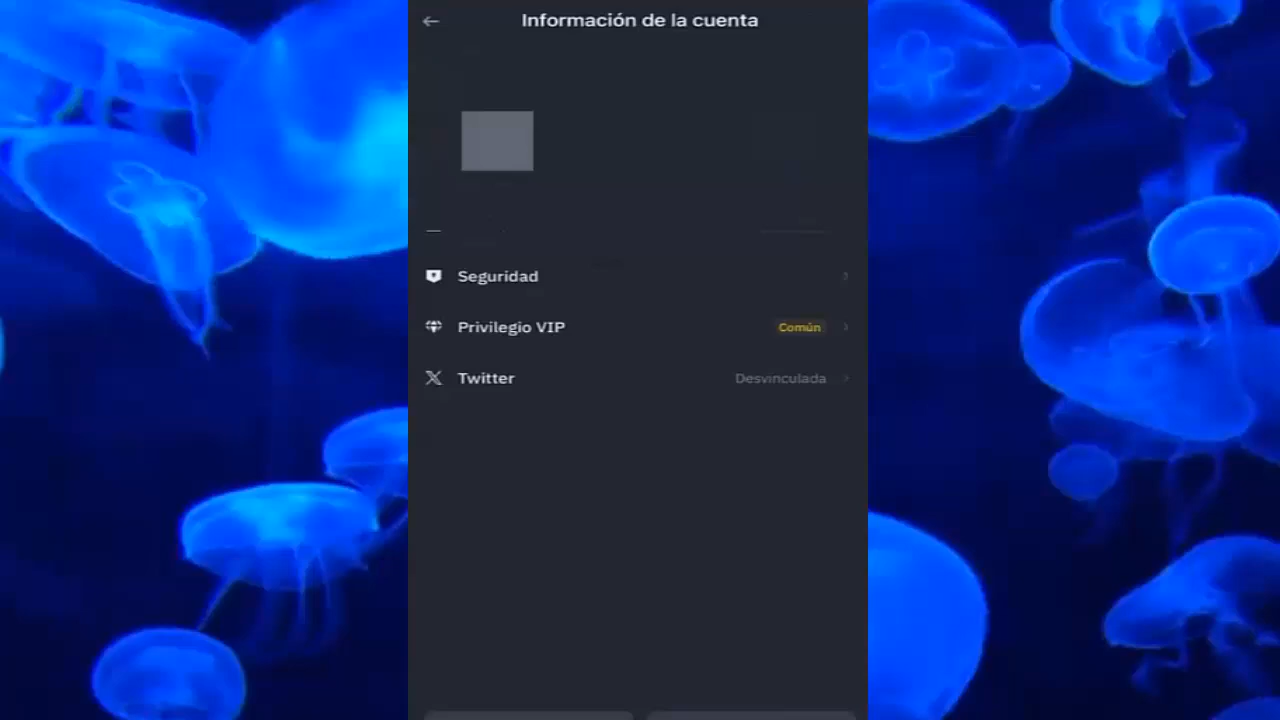 Información de la cuenta
Seguridad
Privilegio VIP Común
Twitter Desvinculada